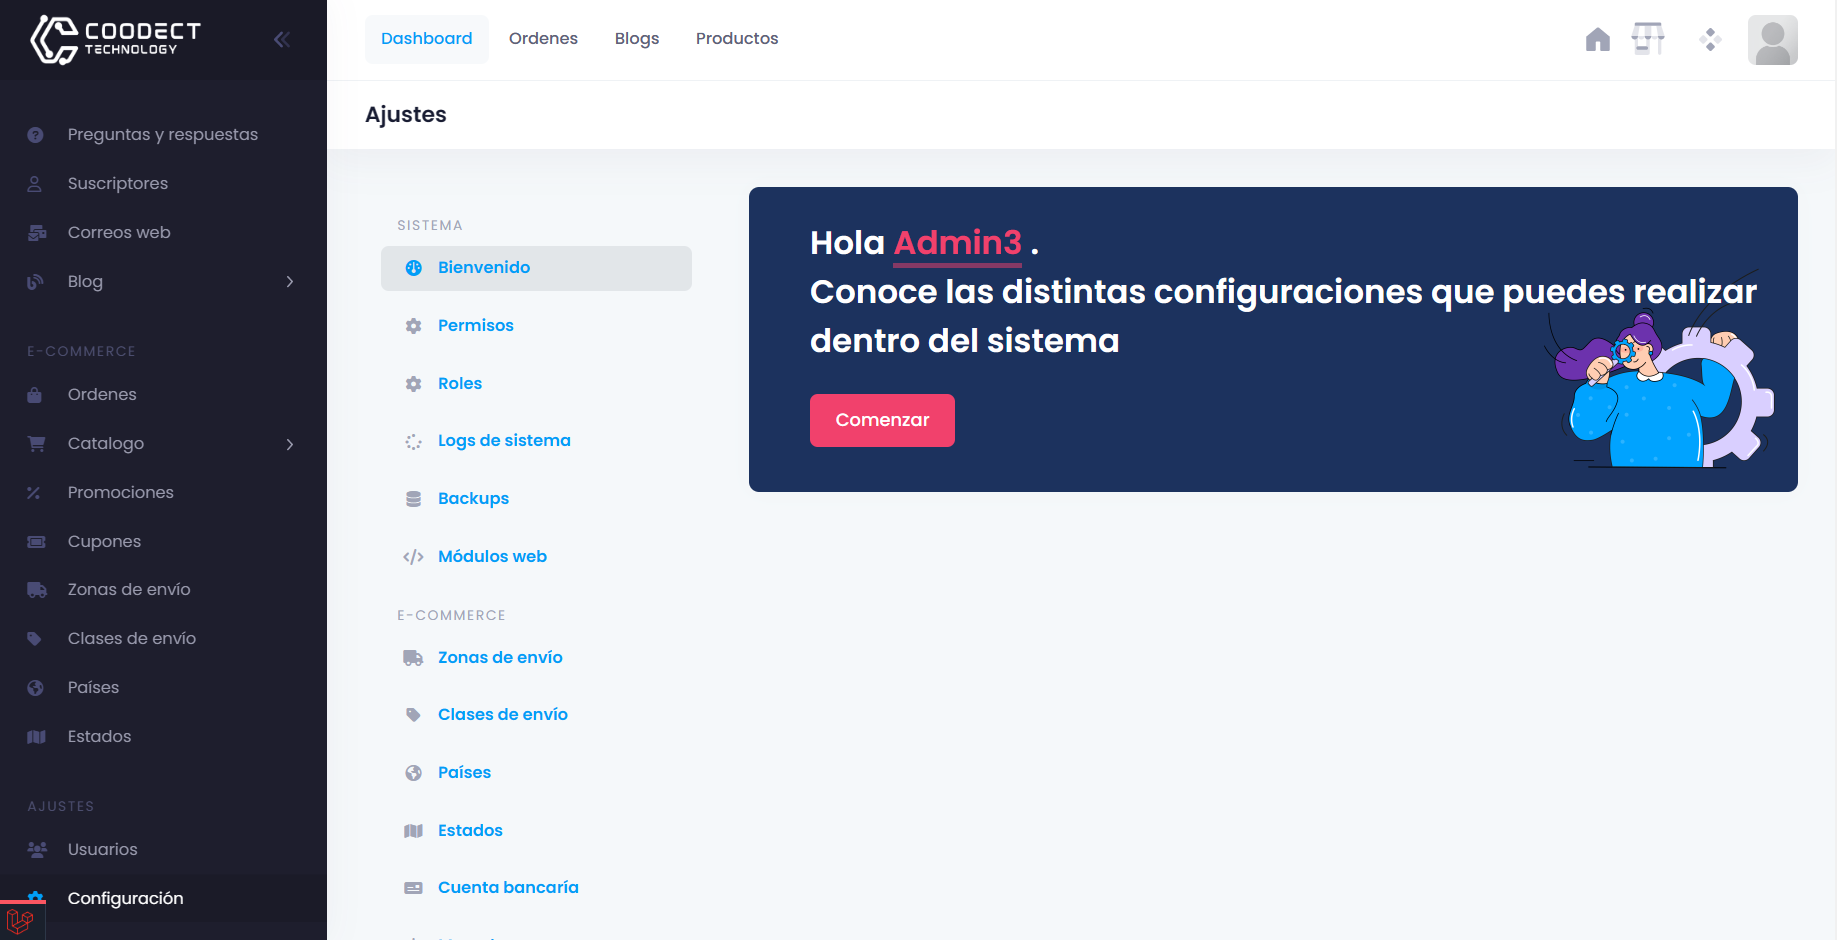 COODECT
TECHNOLOGY
Preguntas y respuestas
Suscriptores
Correos web
Blog
E-COMMERCE
Ordenes
Catalogo
Promociones
Cupones
Zonas de envío
Clases de envío
Países
Estados
AJUSTES
Usuarios
Configuración
Dashboard
Ordenes
Blogs
Productos
Ajustes
SISTEMA
Bienvenido
Permisos
Roles
Logs de sistema
Backups
Módulos web
E-COMMERCE
Zonas de envío
Clases de envío
Países
Estados
Cuenta bancaría
Hola Admin3 .
Conoce las distintas configuraciones que puedes realizar
dentro del sistema
Comenzar